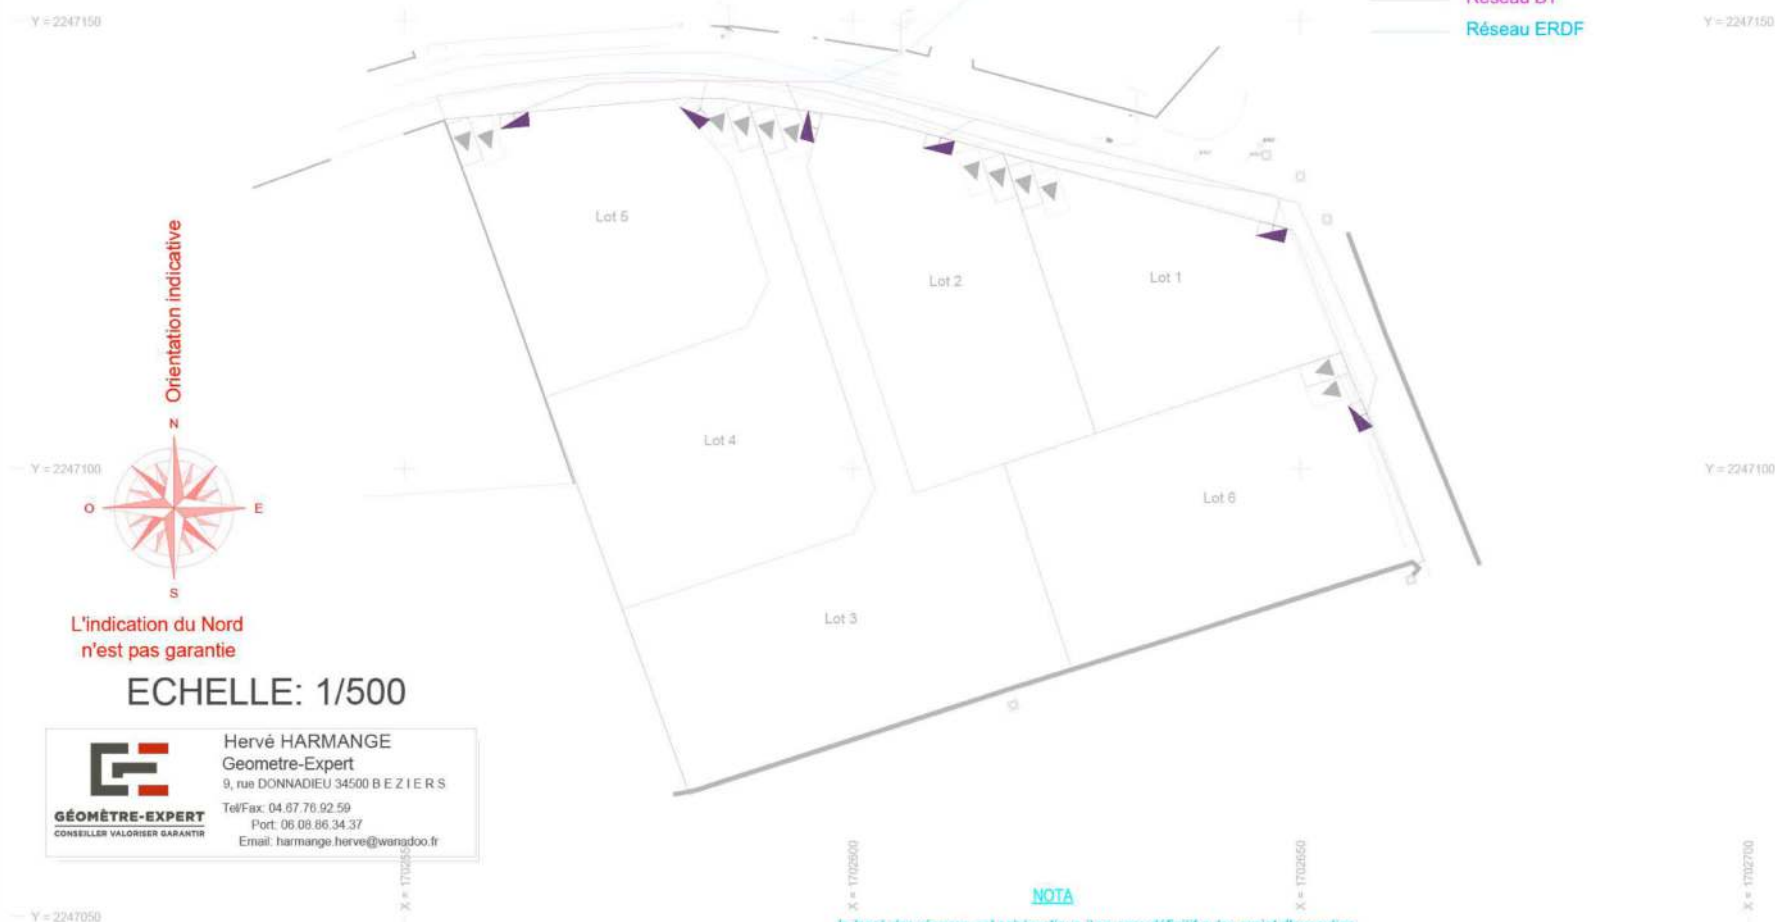 Réseau ERDF
Y = 2247150
Y = 2247150
Orientation indicative
Lot 5
Lot 2
Lot 1
Lot 4
Lot 6
Lot 3
N
O
E
S
Y = 2247100
Y = 2247100
L'indication du Nord
n'est pas garantie
ECHELLE: 1/500
Hervé HARMANGE
Geometre-Expert
9, rue DONNADIEU 34500 B E Z I E R S
Tel/Fax: 04.67.76.92.59
Port: 06.08.86.34.37
Email: harmange.herve@wanadoo.fr
GÉOMÈTRE-EXPERT
CONSEILLER VALORISER GARANTIR
X = 1702600
X = 1702650
X = 1702700
NOTA
Y = 2247050